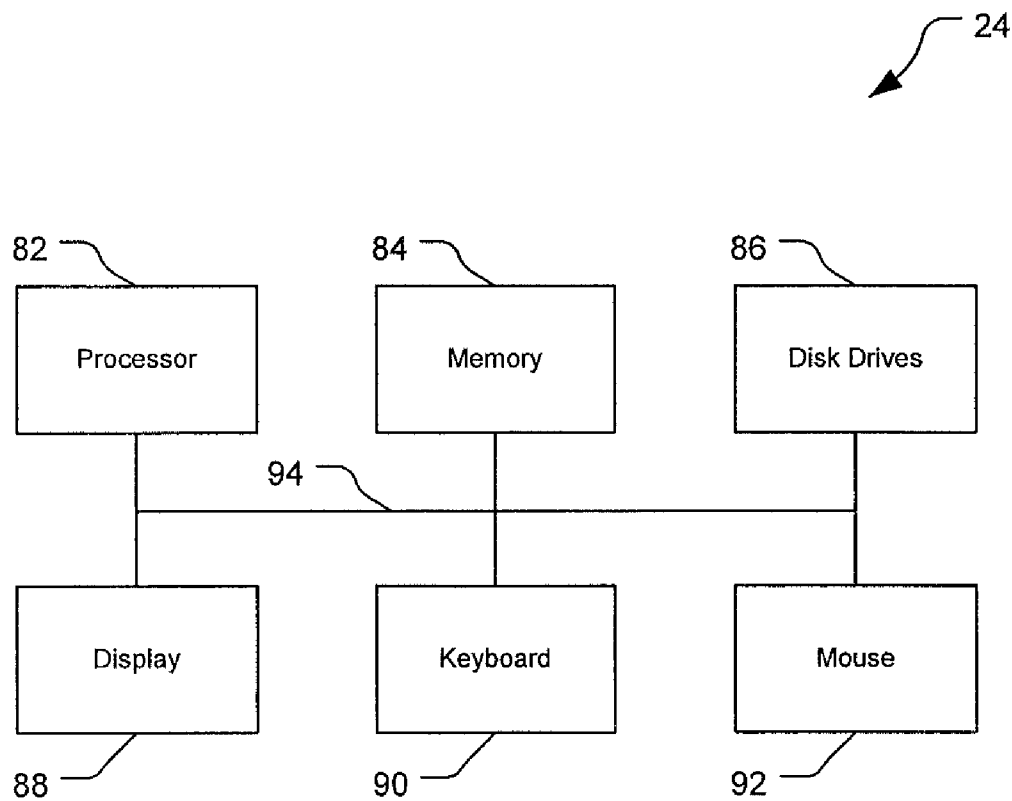 24
82 84 86
Processor Memory Disk Drives
94
Display Keyboard Mouse
88 90 92